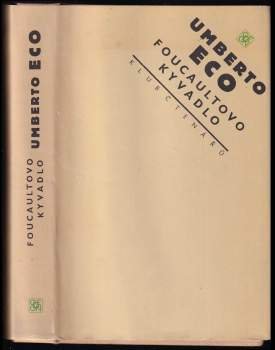 FOUCAULTOVO
KYVADLO
UMBERTO ECO
UMBERTO
ECO
FOUCAULTOVO
KYVADLO
KLUB ČTENÁŘŮ